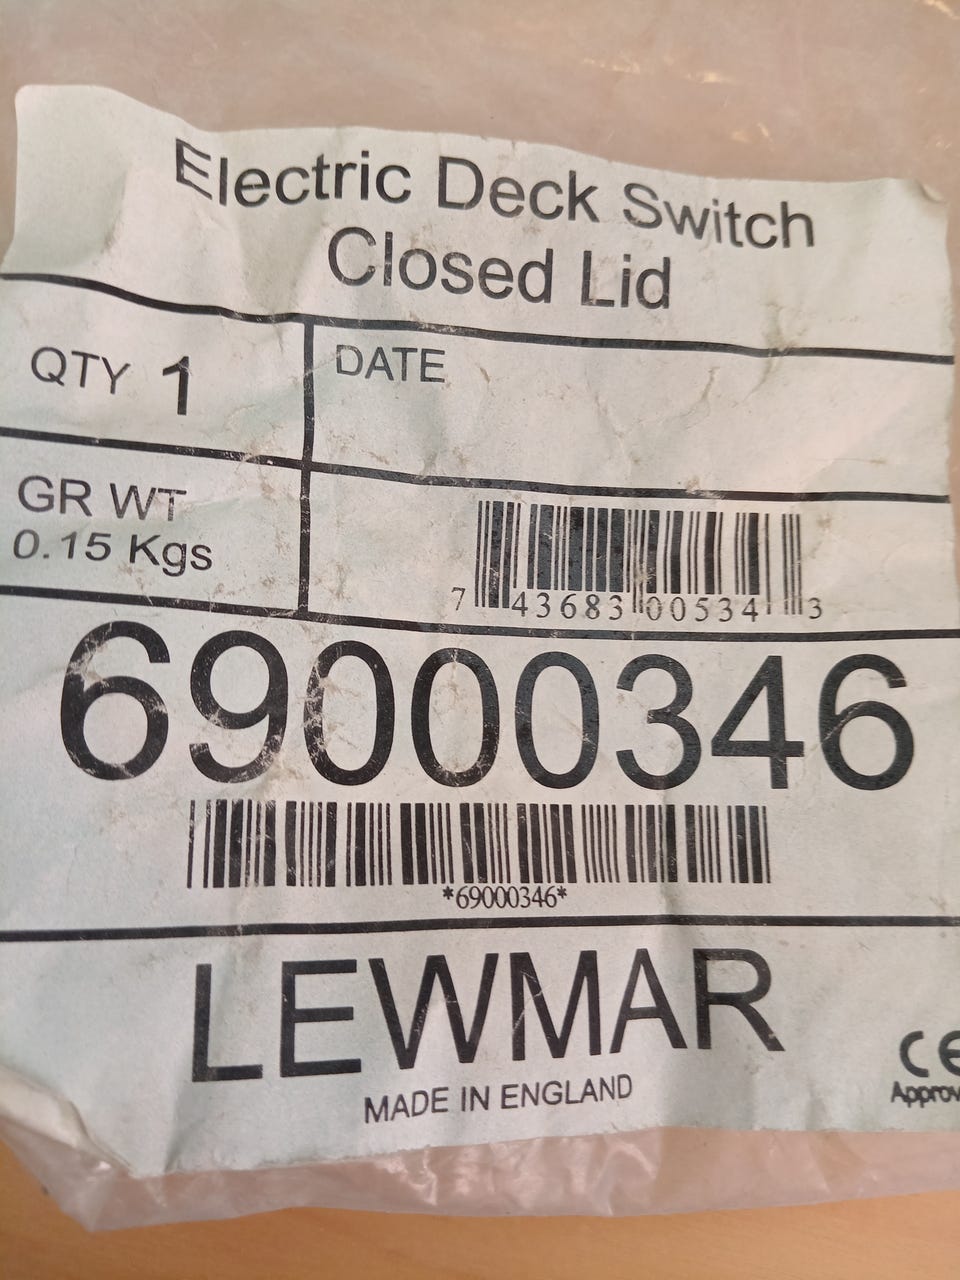 Electric Deck Switch
Closed Lid
QTY 1
DATE
GR WT
0.15 Kgs
7 43683 00534 3
69000346
*69000346*
LEWMAR
MADE IN ENGLAND
CE